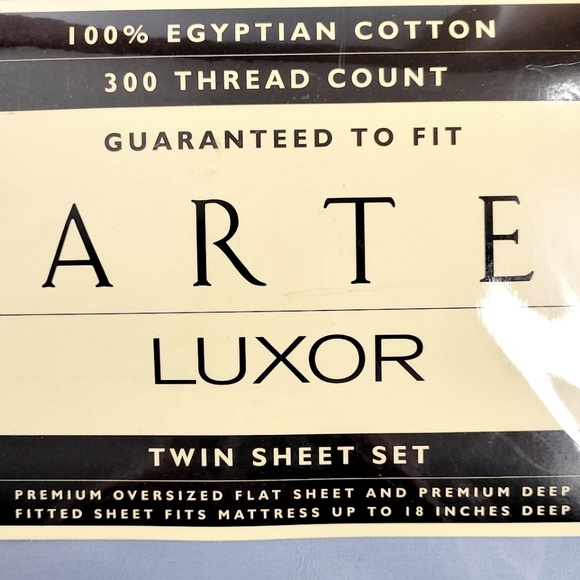 100% EGYPTIAN COTTON
300 THREAD COUNT
GUARANTEED TO FIT
ARTE
LUXOR
TWIN SHEET SET
PREMIUM OVERSIZED FLAT SHEET AND PREMIUM DEEP
FITTED SHEET FITS MATTRESS UP TO 18 INCHES DEEP